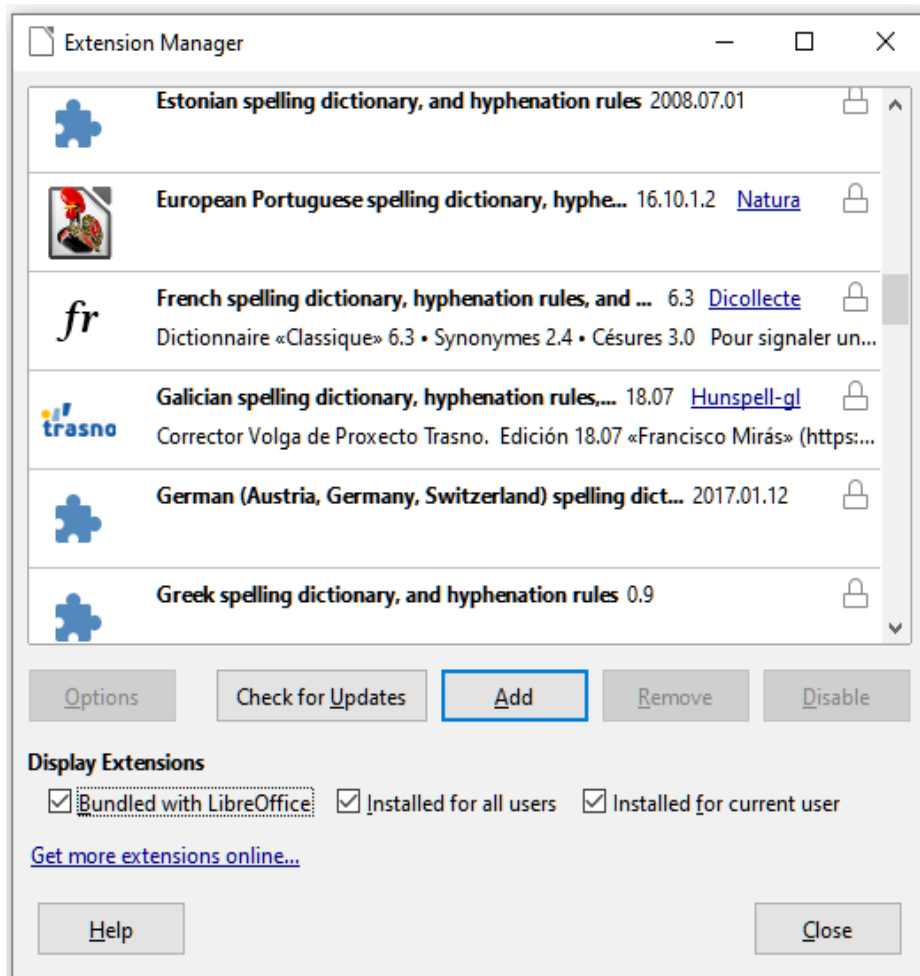 Extension Manager
Estonian spelling dictionary, and hyphenation rules 2008.07.01
European Portuguese spelling dictionary, hyphe... 16.10.1.2 Natura
fr
French spelling dictionary, hyphenation rules, and ... 6.3 Dicollecte
Dictionnaire «Classique» 6.3 • Synonymes 2.4 • Césures 3.0 Pour signaler un...
trasno
Galician spelling dictionary, hyphenation rules,... 18.07 Hunspell-gl
Corrector Volga de Proxecto Trasno. Edición 18.07 «Francisco Mirás» (https:...
German (Austria, Germany, Switzerland) spelling dict... 2017.01.12
Greek spelling dictionary, and hyphenation rules 0.9
Options Check for Updates Add Remove Disable
Display Extensions
Bundled with LibreOffice Installed for all users Installed for current user
Get more extensions online...
Help Close